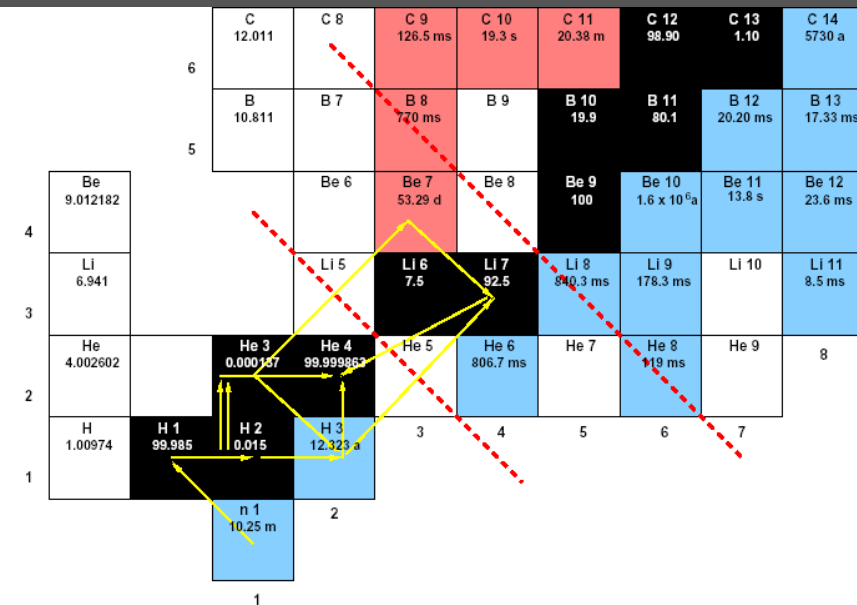 C
12.011
C 8
C 9
126.5 ms
C 10
19.3 s
C 11
20.38 m
C 12
98.90
C 13
1.10
C 14
5730 a
6
B
10.811
B 7
B 8
770 ms
B 9
B 10
19.9
B 11
80.1
B 12
20.20 ms
B 13
17.33 ms
5
Be
9.012182
Be 6
Be 7
53.29 d
Be 8
Be 9
100
Be 10
1.6 x 10⁶a
Be 11
13.8 s
Be 12
23.6 ms
4
Li
6.941
Li 5
Li 6
7.5
Li 7
92.5
Li 8
840.3 ms
Li 9
178.3 ms
Li 10
Li 11
8.5 ms
3
He
4.002602
He 3
0.000137
He 4
99.999863
He 5
He 6
806.7 ms
He 7
He 8
119 ms
He 9
8
2
H
1.00974
H 1
99.985
H 2
0.015
H 3
12.323 a
3
4
5
6
7
1
n 1
10.25 m
2
1